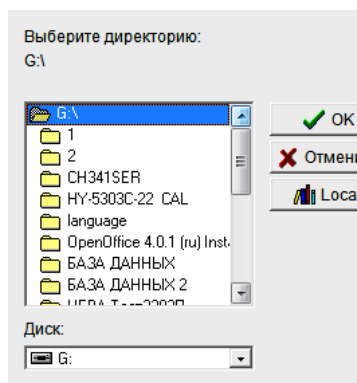 Выберите директорию:
G:\
G:\
1
2
CH341SER
HY-5303C-22 CAL
language
OpenOffice 4.0.1 (ru) Inst
БАЗА ДАННЫХ
БАЗА ДАННЫХ 2
OK
Отмени
Loca
Диск:
G: